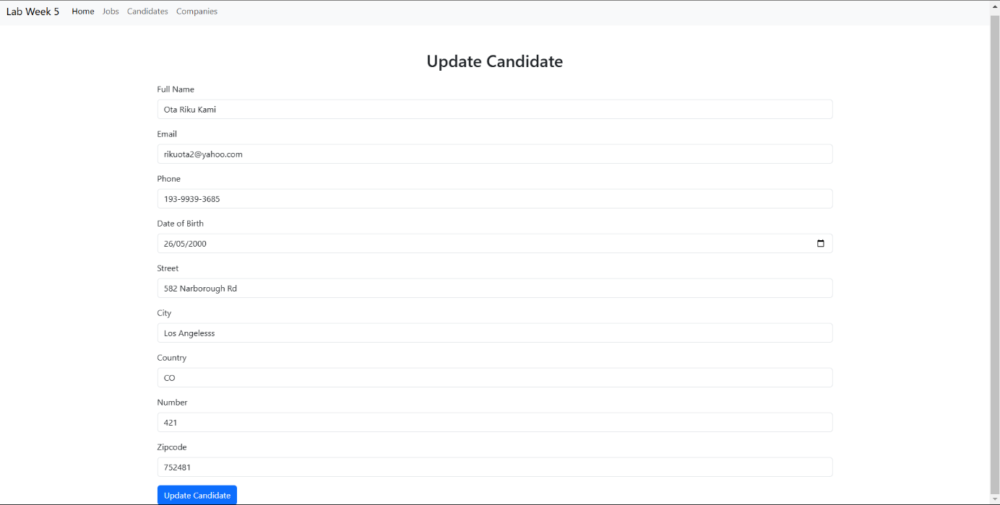 Lab Week 5 Home Jobs Candidates Companies
Update Candidate
Full Name
Ota Riku Kami
Email
rikuota2@yahoo.com
Phone
193-9939-3685
Date of Birth
26/05/2000
Street
582 Narborough Rd
City
Los Angelesss
Country
CO
Number
421
Zipcode
752481
Update Candidate